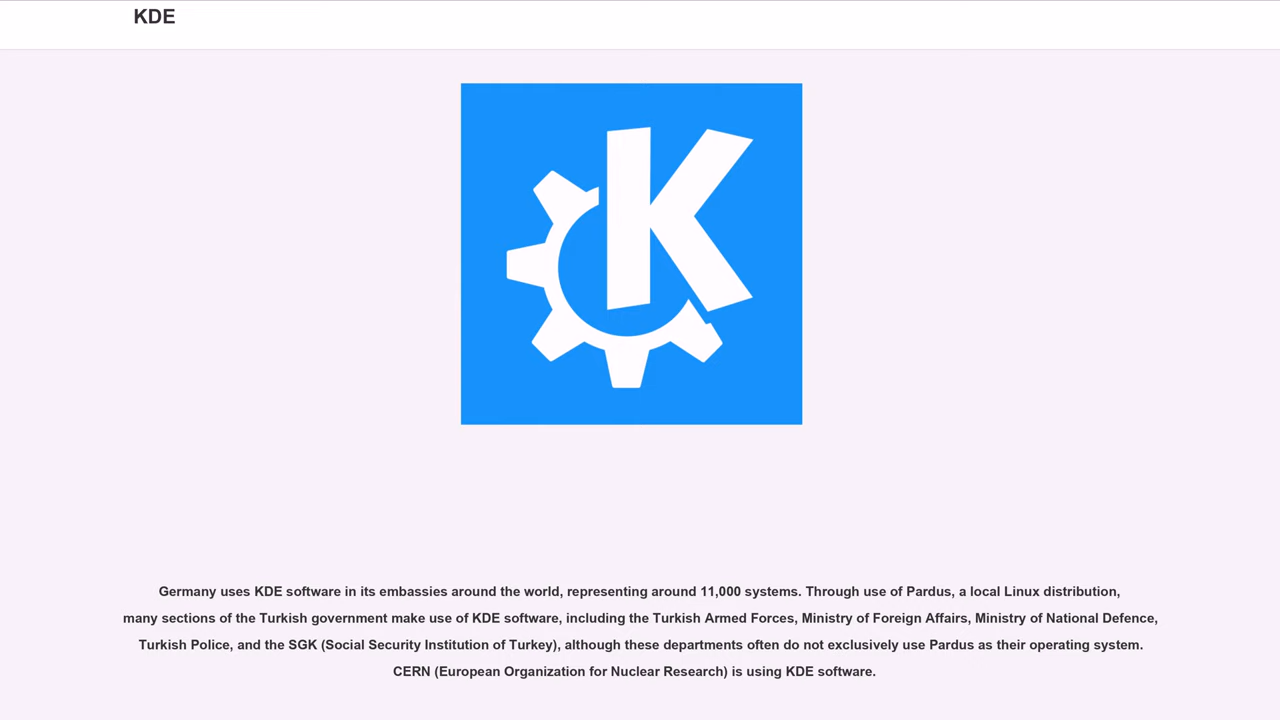 KDE
K
Germany uses KDE software in its embassies around the world, representing around 11,000 systems. Through use of Pardus, a local Linux distribution,
many sections of the Turkish government make use of KDE software, including the Turkish Armed Forces, Ministry of Foreign Affairs, Ministry of National Defence,
Turkish Police, and the SGK (Social Security Institution of Turkey), although these departments often do not exclusively use Pardus as their operating system.
CERN (European Organization for Nuclear Research) is using KDE software.